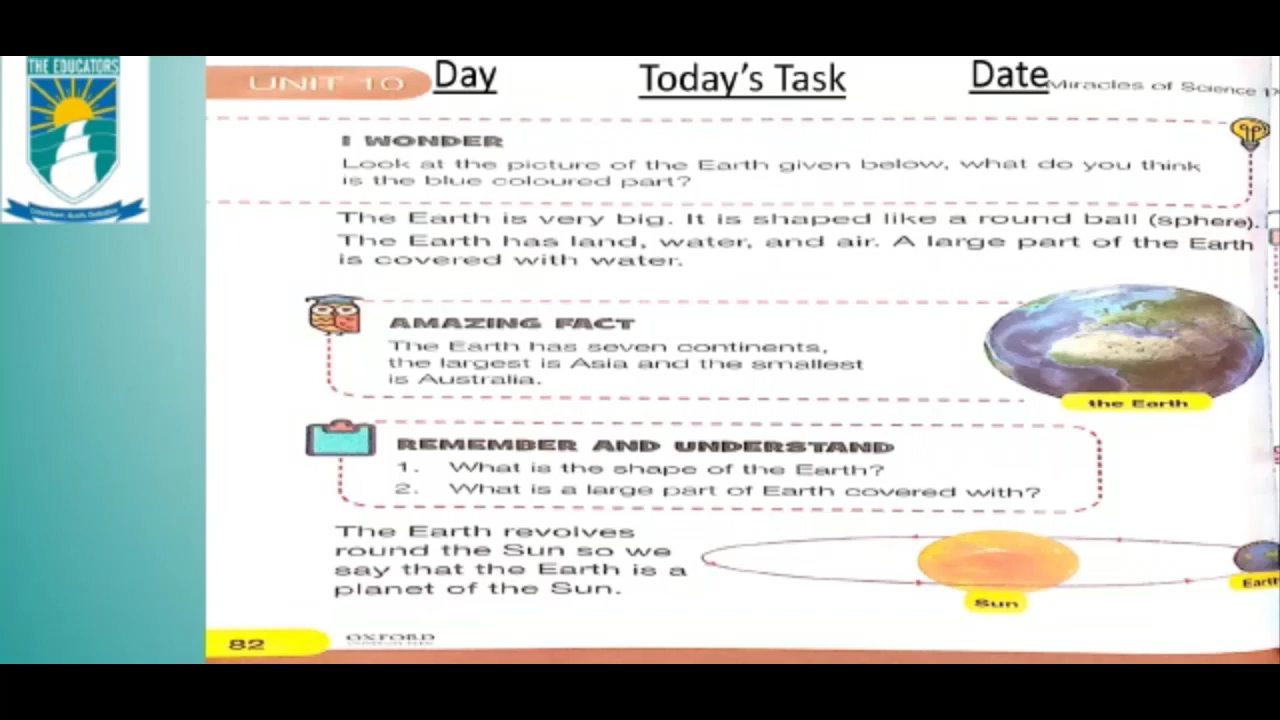 THE EDUCATORS
UNIT 10
Day
Today's Task
Date
Miracles of Science
I WONDER
Look at the picture of the Earth given below, what do you think
is the blue coloured part?
The Earth is very big. It is shaped like a round ball (sphere).
The Earth has land, water, and air. A large part of the Earth
is covered with water.
AMAZING FACT
The Earth has seven continents,
the largest is Asia and the smallest
is Australia.
the Earth
REMEMBER AND UNDERSTAND
1. What is the shape of the Earth?
2. What is a large part of Earth covered with?
The Earth revolves
round the Sun so we
say that the Earth is a
planet of the Sun.
Sun
Earth
82
OXFORD